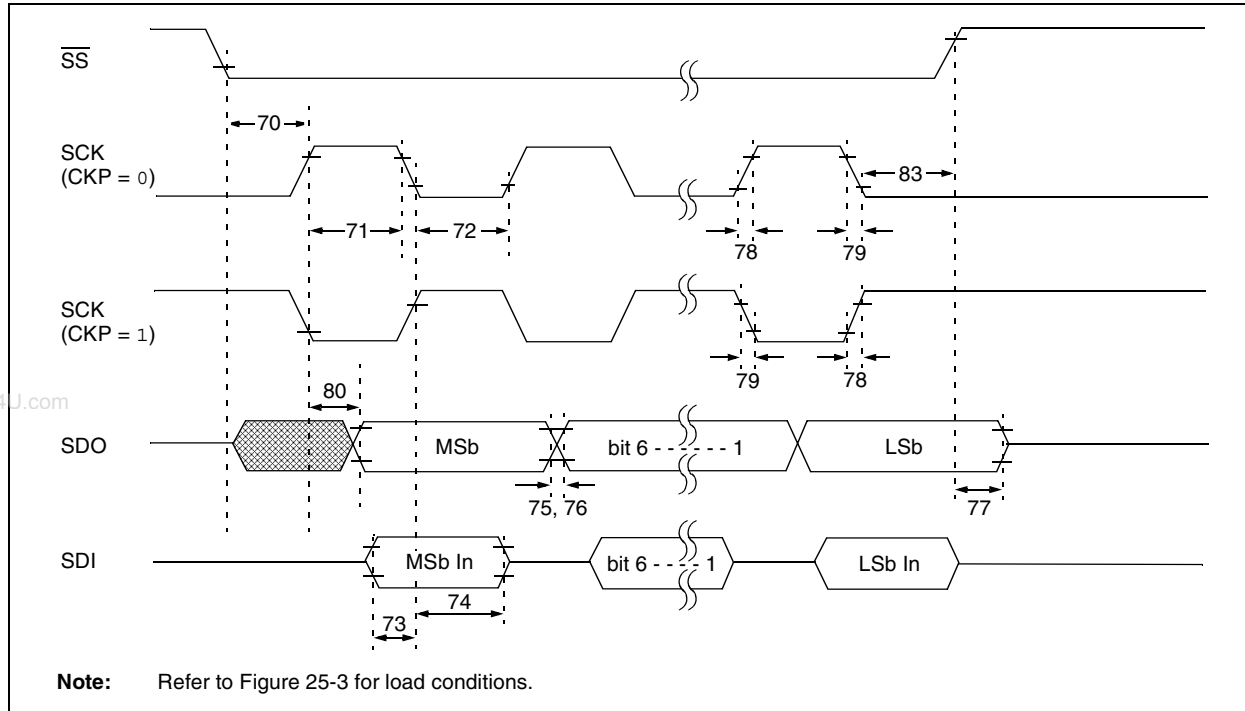 SS
70
SCK
(CKP = 0)
83
71
72
78
79
SCK
(CKP = 1)
79
78
80
4U.com
SDO
MSb
bit 6 - - - - - - 1
LSb
75, 76
77
SDI
MSb In
bit 6 - - - - 1
LSb In
74
73
Note: Refer to Figure 25-3 for load conditions.